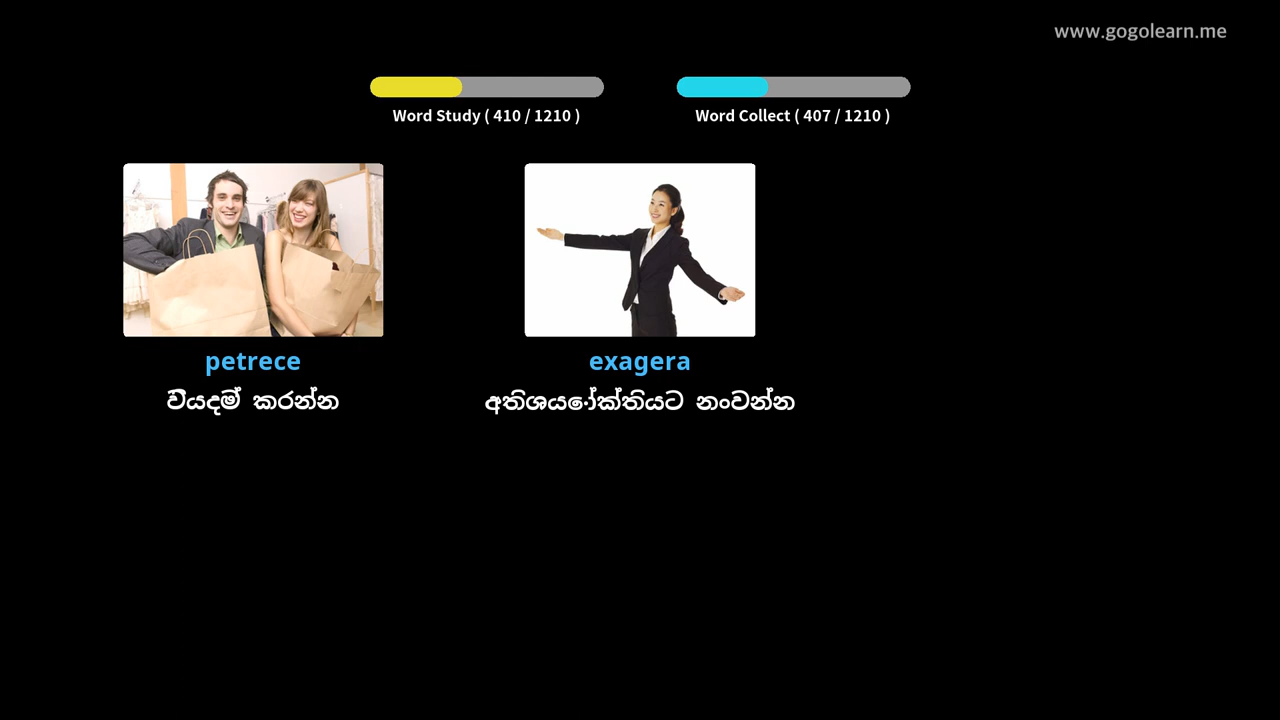 www.gogolearn.me
Word Study ( 410 / 1210 )
Word Collect ( 407 / 1210 )
petrece
වියදම් කරන්න
exagera
අතිශයෝක්තියට නංවන්න